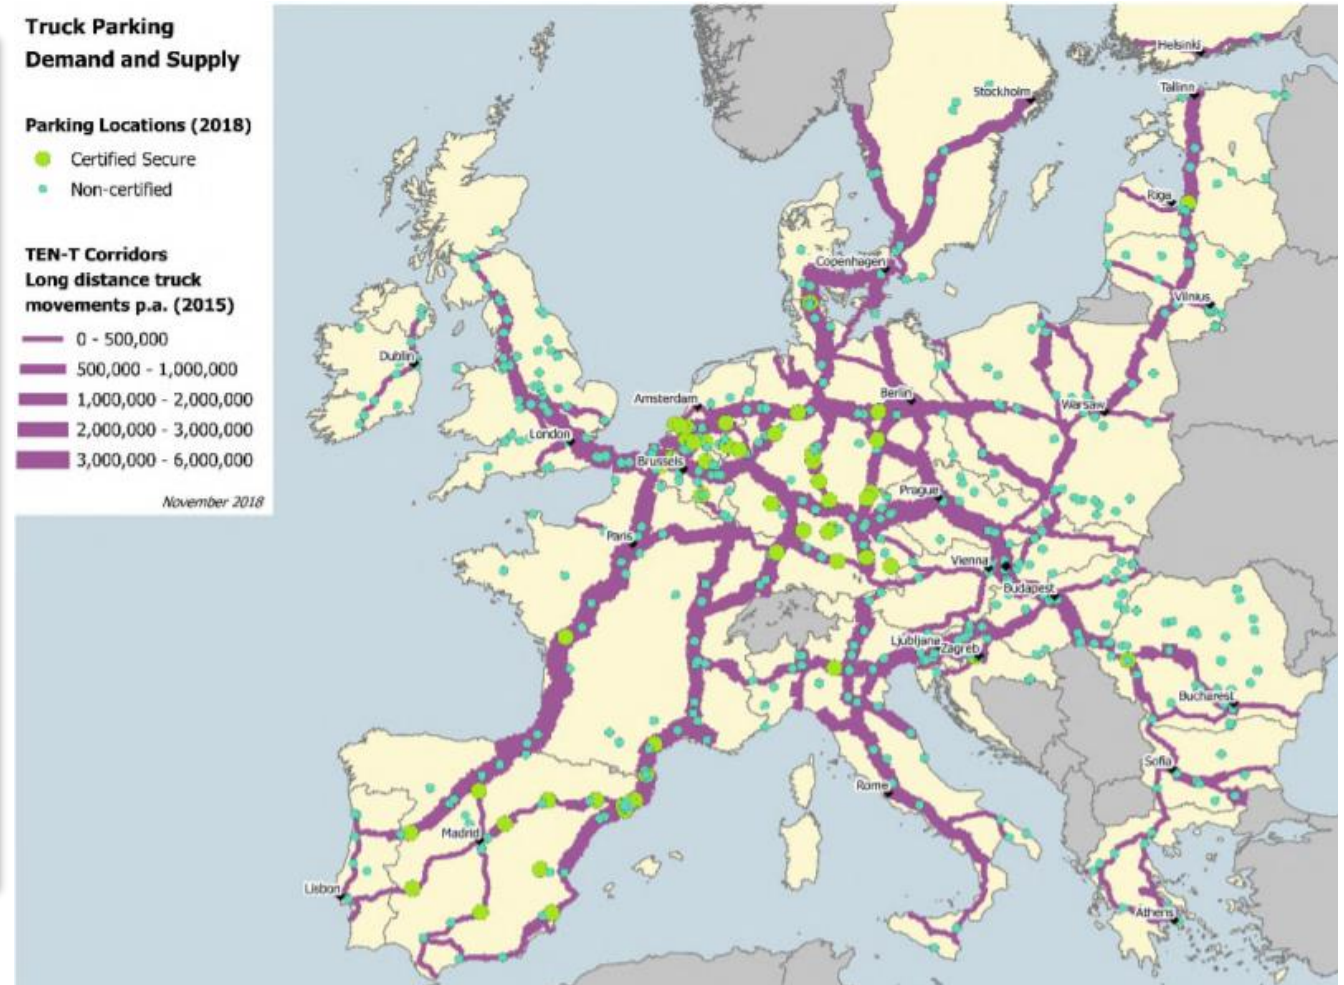 Truck Parking
Demand and Supply
Parking Locations (2018)
Certified Secure
Non-certified
TEN-T Corridors
Long distance truck
movements p.a. (2015)
0 - 500,000
500,000 - 1,000,000
1,000,000 - 2,000,000
2,000,000 - 3,000,000
3,000,000 - 6,000,000
November 2018
Helsinki
Tallinn
Stockholm
Riga
Copenhagen
Vilnius
Dublin
Amsterdam
Berlin
Warsaw
London
Brussels
Prague
Paris
Vienna
Budapest
Ljubljana
Zagreb
Bucharest
Sofia
Rome
Madrid
Lisbon
Athens